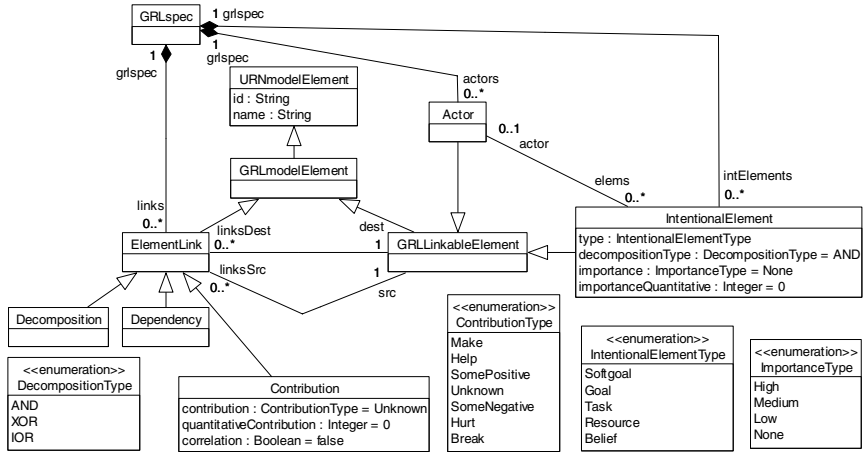 GRLspec
1 grlspec
1
grlspec
1
grlspec
URNmodelElement
id : String
name : String
actors
0..*
Actor
0..1
actor
GRLmodelElement
elems
0..*
intElements
0..*
links
0..*
linksDest
0..*
dest
1
ElementLink
GRLLinkableElement
linksSrc
0..*
1
src
IntentionalElement
type : IntentionalElementType
decompositionType : DecompositionType = AND
importance : ImportanceType = None
importanceQuantitative : Integer = 0
Decomposition
Dependency
<<enumeration>>
DecompositionType
AND
XOR
IOR
Contribution
contribution : ContributionType = Unknown
quantitativeContribution : Integer = 0
correlation : Boolean = false
<<enumeration>>
ContributionType
Make
Help
SomePositive
Unknown
SomeNegative
Hurt
Break
<<enumeration>>
IntentionalElementType
Softgoal
Goal
Task
Resource
Belief
<<enumeration>>
ImportanceType
High
Medium
Low
None